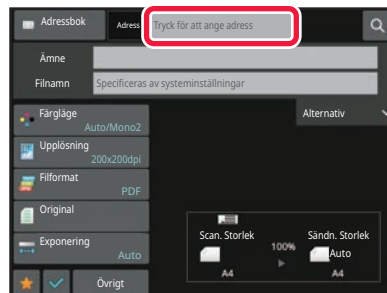 Adressbok
Adress
Tryck för att ange adress
Ämne
Filnamn
Specificeras av systeminställningar
Färgläge
Auto/Mono2
Alternativ
Upplösning
200x200dpi
Filformat
PDF
Original
Exponering
Auto
Scan. Storlek
100%
Sändn. Storlek
Auto
A4
A4
Övrigt